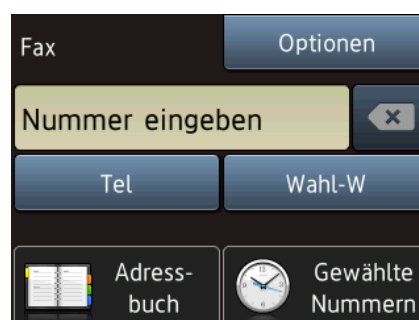 Fax
Optionen
Nummer eingeben
Tel
Wahl-W
Adress-
buch
Gewählte
Nummern